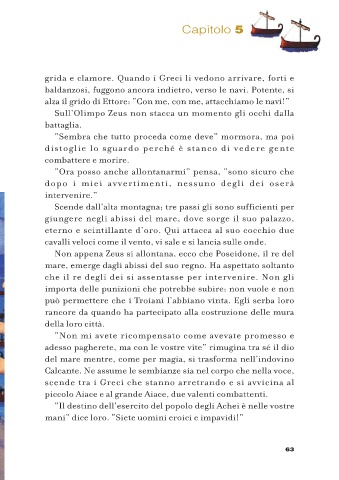 Capitolo 5
grida e clamore. Quando i Greci li vedono arrivare, forti e
baldanzosi, fuggono ancora indietro, verso le navi. Potente, si
alza il grido di Ettore: "Con me, con me, attacchiamo le navi!"
Sull'Olimpo Zeus non stacca un momento gli occhi dalla
battaglia.
"Sembra che tutto proceda come deve" mormora, ma poi
distoglie lo sguardo perché è stanco di vedere gente
combattere e morire.
"Ora posso anche allontanarmi" pensa, "sono sicuro che
dopo i miei avvertimenti, nessuno degli dei oserà
intervenire."
Scende dall'alta montagna; tre passi gli sono sufficienti per
giungere negli abissi del mare, dove sorge il suo palazzo,
eterno e scintillante d'oro. Qui attacca al suo cocchio due
cavalli veloci come il vento, vi sale e si lancia sulle onde.
Non appena Zeus si allontana, ecco che Poseidone, il re del
mare, emerge dagli abissi del suo regno. Ha aspettato soltanto
che il re degli dei si assentasse per intervenire. Non gli
importa delle punizioni che potrebbe subire: non vuole e non
può permettere che i Troiani l'abbiano vinta. Egli serba loro
rancore da quando ha partecipato alla costruzione delle mura
della loro città.
"Non mi avete ricompensato come avevate promesso e
adesso pagherete, ma con le vostre vite" rimugina tra sé il dio
del mare mentre, come per magia, si trasforma nell'indovino
Calcante. Ne assume le sembianze sia nel corpo che nella voce,
scende tra i Greci che stanno arretrando e si avvicina al
piccolo Aiace e al grande Aiace, due valenti combattenti.
"Il destino dell'esercito del popolo degli Achei è nelle vostre
mani" dice loro. "Siete uomini eroici e impavidi!"
63